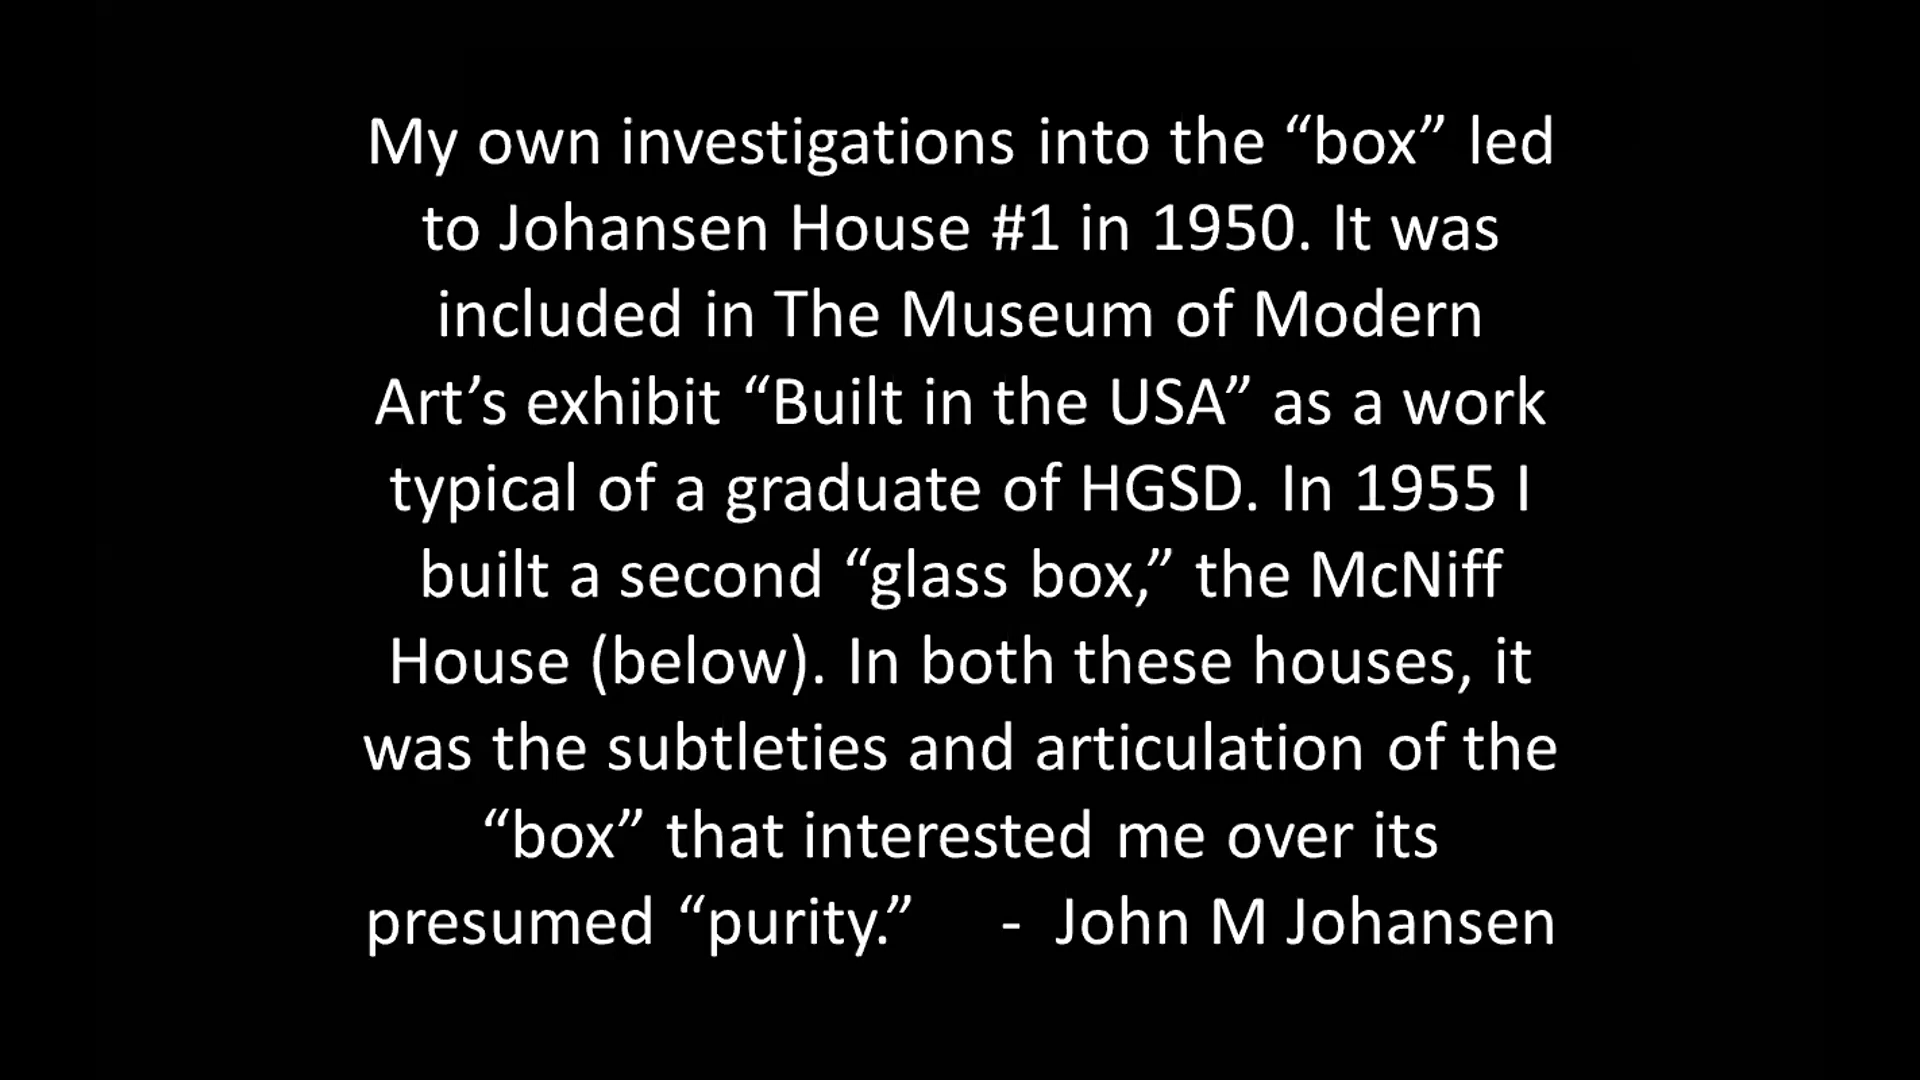 My own investigations into the “box” led
to Johansen House #1 in 1950. It was
included in The Museum of Modern
Art’s exhibit “Built in the USA” as a work
typical of a graduate of HGSD. In 1955 I
built a second “glass box,” the McNiff
House (below). In both these houses, it
was the subtleties and articulation of the
“box” that interested me over its
presumed “purity.” - John M Johansen